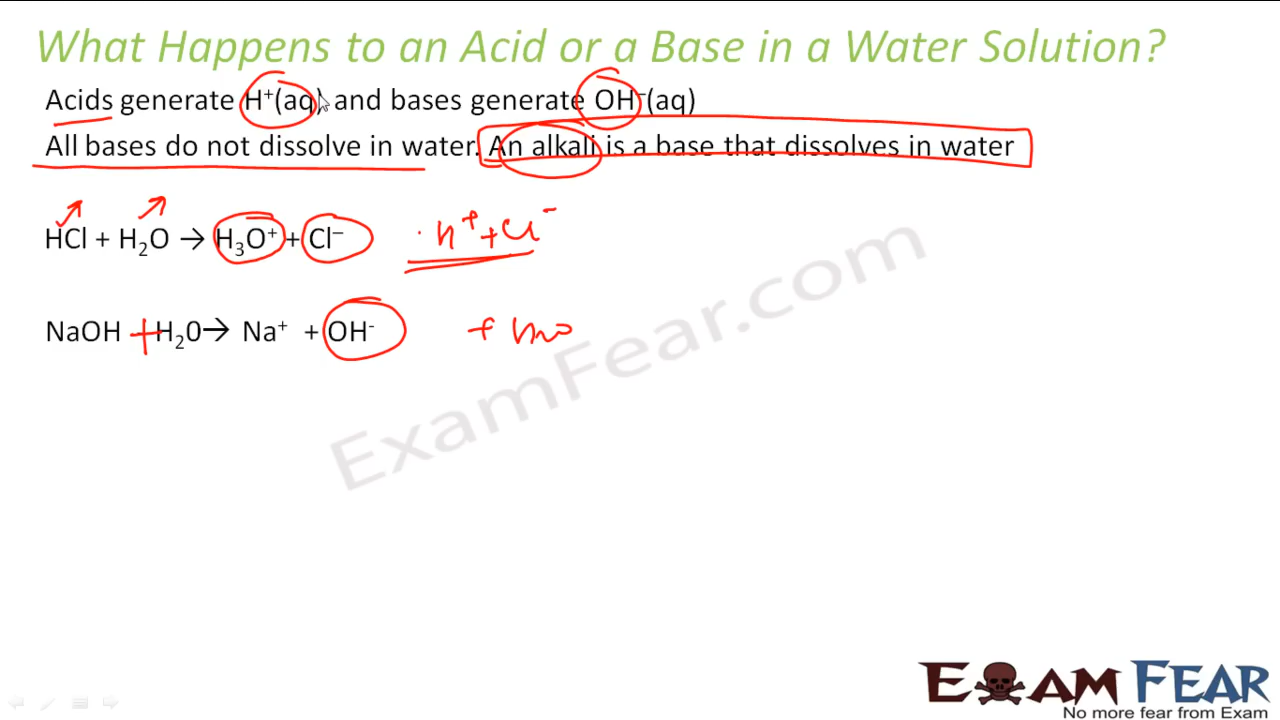 What Happens to an Acid or a Base in a Water Solution?
Acids generate H⁺(aq) and bases generate OH⁻(aq)
All bases do not dissolve in water. An alkali is a base that dissolves in water
HCl + H₂O → H₃O⁺ + Cl⁻ H⁺ + Cl⁻
NaOH + H₂0→ Na⁺ + OH⁻ +
ExamFear.com
EXAM FEAR
No more fear from Exam